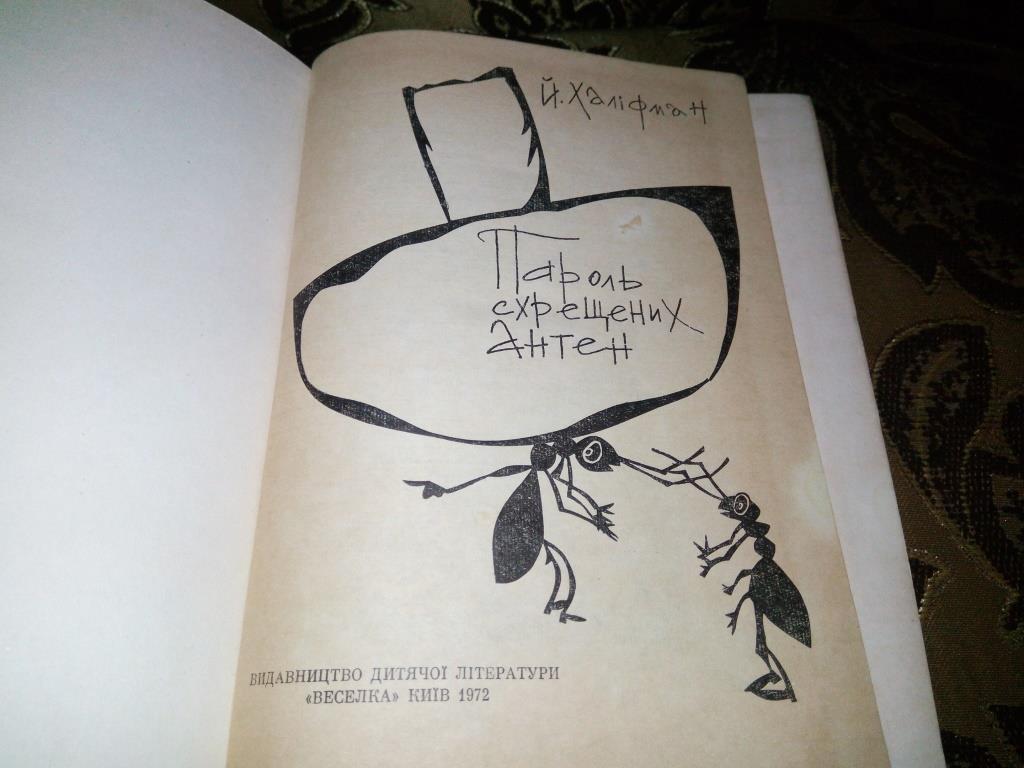 Й. Халіфман
Пароль
схрещених
Антен
ВИДАВНИЦТВО ДИТЯЧОЇ ЛІТЕРАТУРИ
«ВЕСЕЛКА» КИЇВ 1972